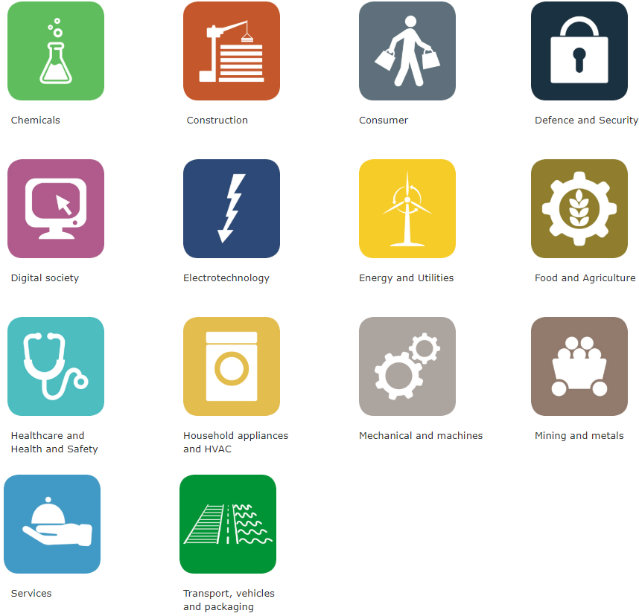 Chemicals
Construction
Consumer
Defence and Security
Digital society
Electrotechnology
Energy and Utilities
Food and Agriculture
Healthcare and
Health and Safety
Household appliances
and HVAC
Mechanical and machines
Mining and metals
Services
Transport, vehicles
and packaging